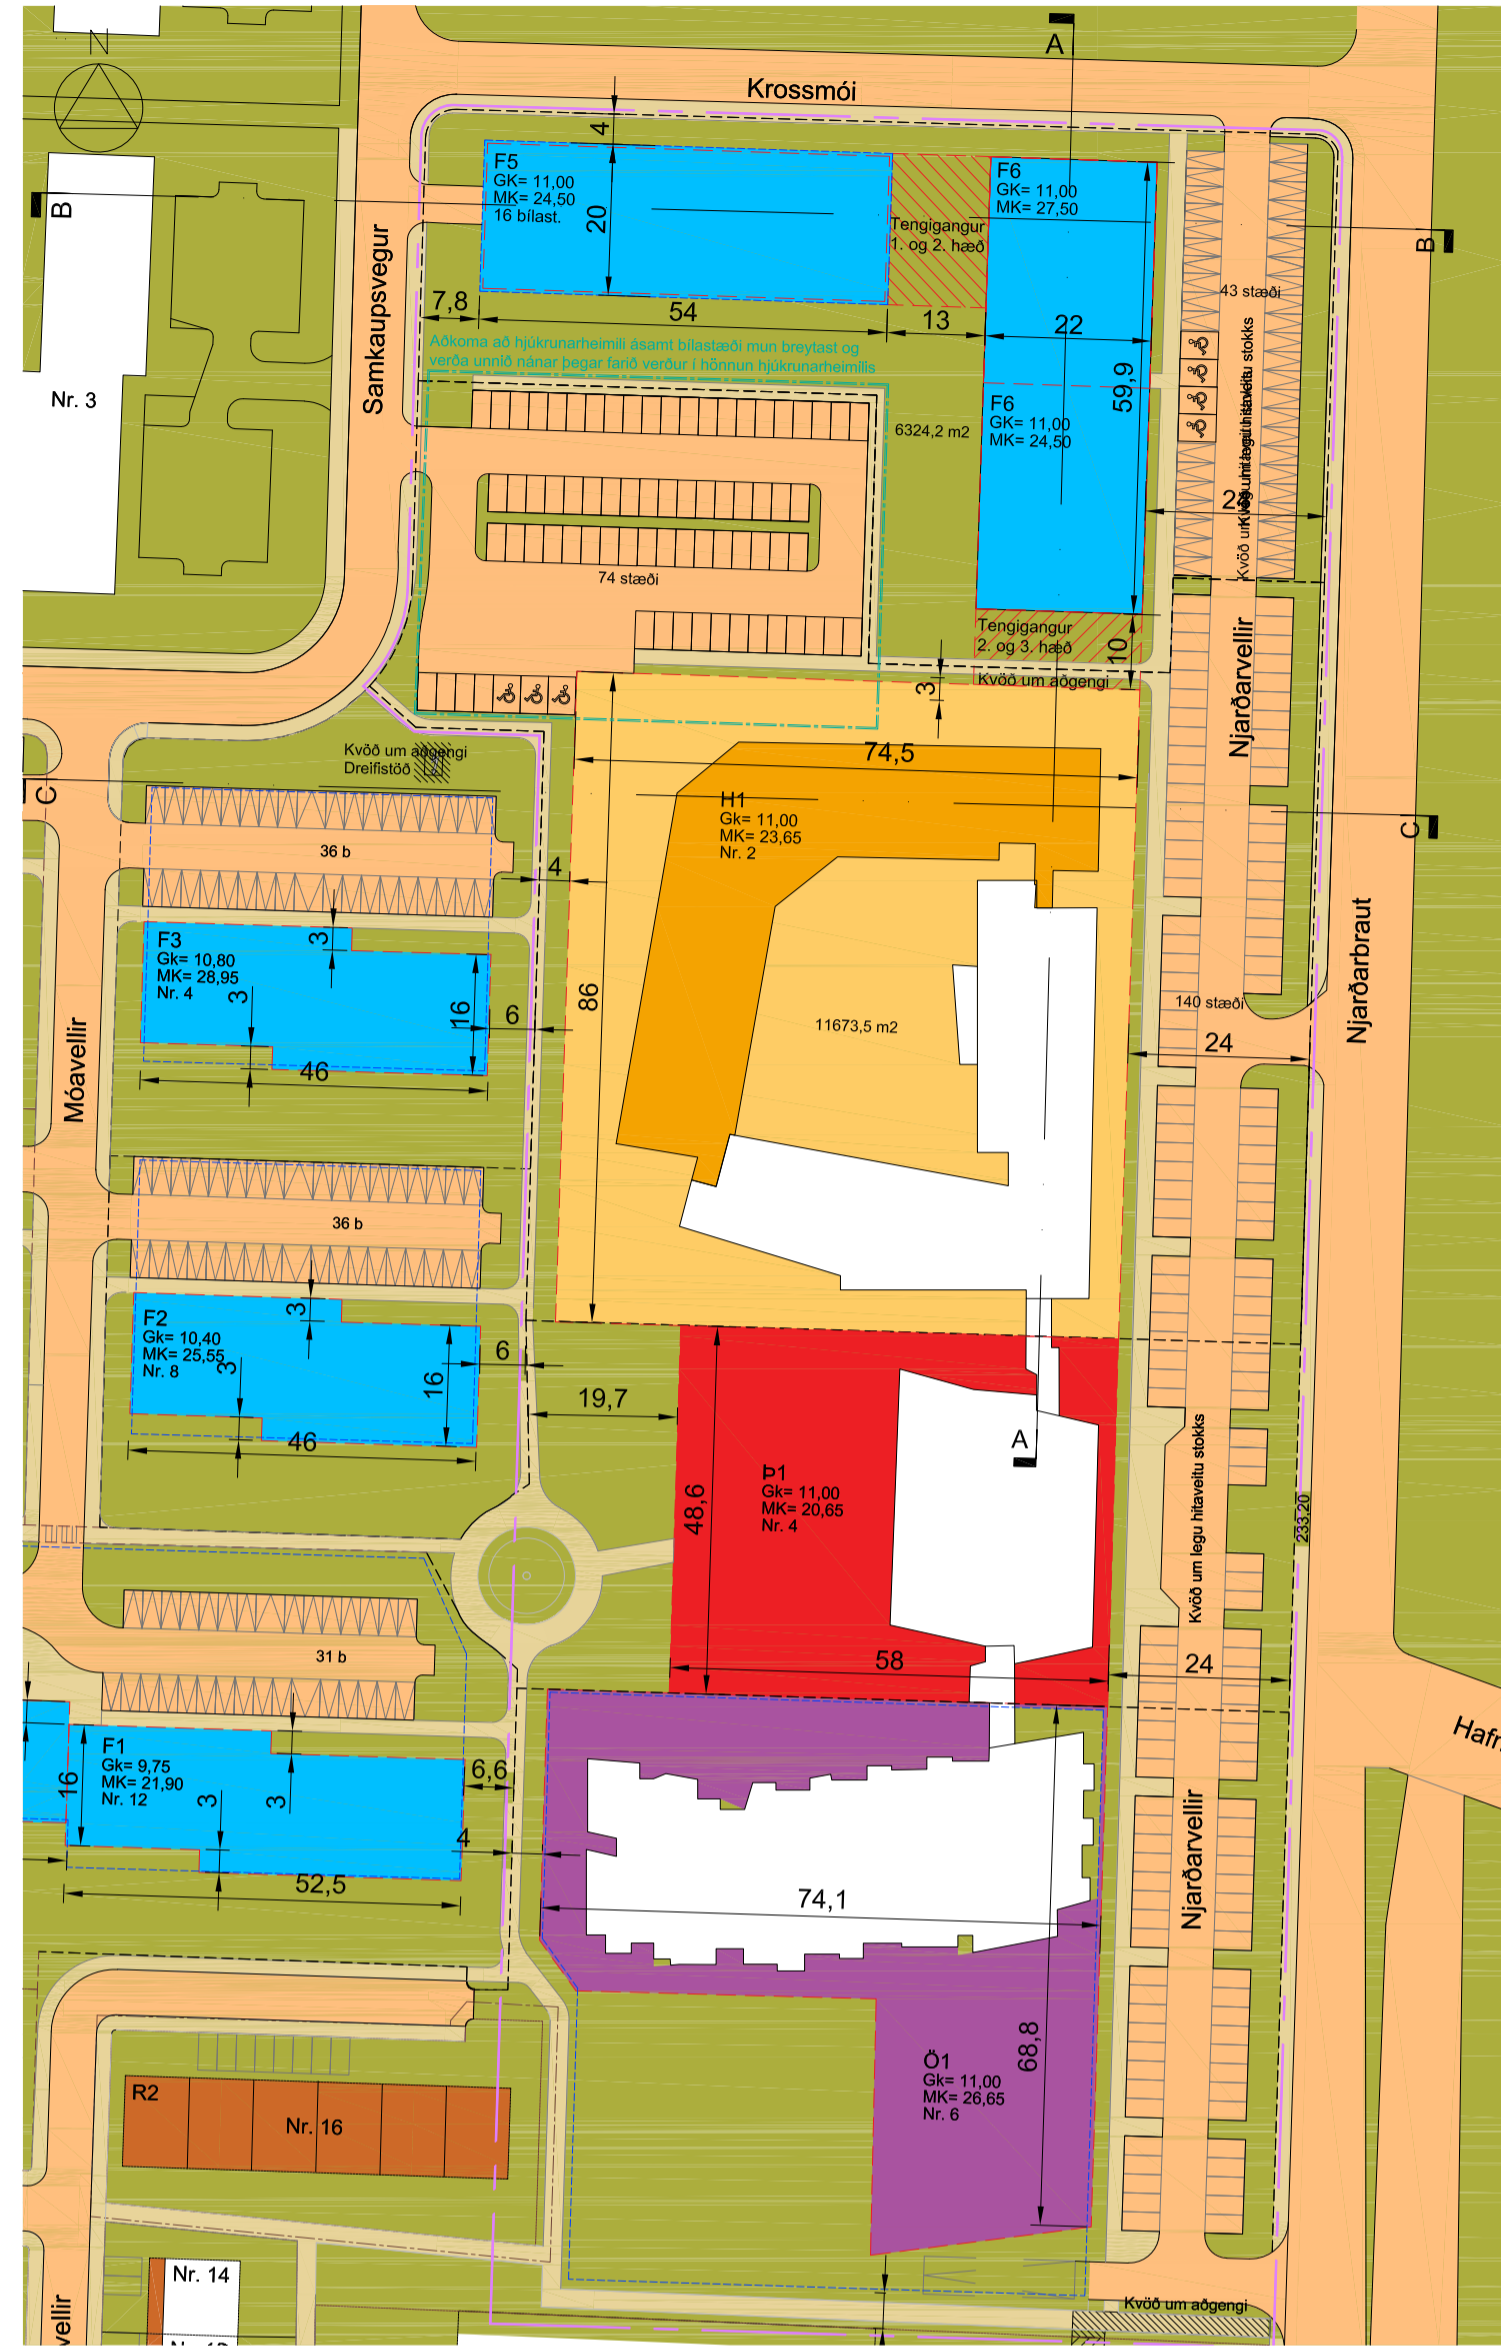 N
A
Krossmói
4
F5
GK= 11,00
MK= 24,50
16 bílast.
20
Tengigangur
1. og 2. hæð
F6
GK= 11,00
MK= 27,50
B
B
Samkaupsvegur
43 stæði
7,8
54
13
22
59,9
Aðkoma að hjúkrunarheimili ásamt bílastæði mun breytast og
verða unnið nánar þegar farið verður í hönnun hjúkrunarheimilis
Nr. 3
6324,2 m2
F6
GK= 11,00
MK= 24,50
74 stæði
Tengigangur
2. og 3. hæð
10
Kvöð um aðgengi
3
Njarðarvellir
Kvöð um aðgengi
Dreifistöð
74,5
C
H1
Gk= 11,00
MK= 23,65
Nr. 2
C
36 b
4
F3
Gk= 10,80
MK= 28,95
Nr. 4
3
3
16
6
46
86
11673,5 m2
140 stæði
24
Njarðarbraut
Móavellir
36 b
F2
Gk= 10,40
MK= 25,55
Nr. 8
3
3
16
6
46
19,7
48,6
A
Þ1
Gk= 11,00
MK= 20,65
Nr. 4
Kvöð um legu hitaveitu stokks
233,20
31 b
58
24
F1
Gk= 9,75
MK= 21,90
Nr. 12
16
3
3
6,6
4
52,5
74,1
Njarðarvellir
68,8
Ö1
Gk= 11,00
MK= 26,65
Nr. 6
R2
Nr. 16
Nr. 14
Kvöð um aðgengi